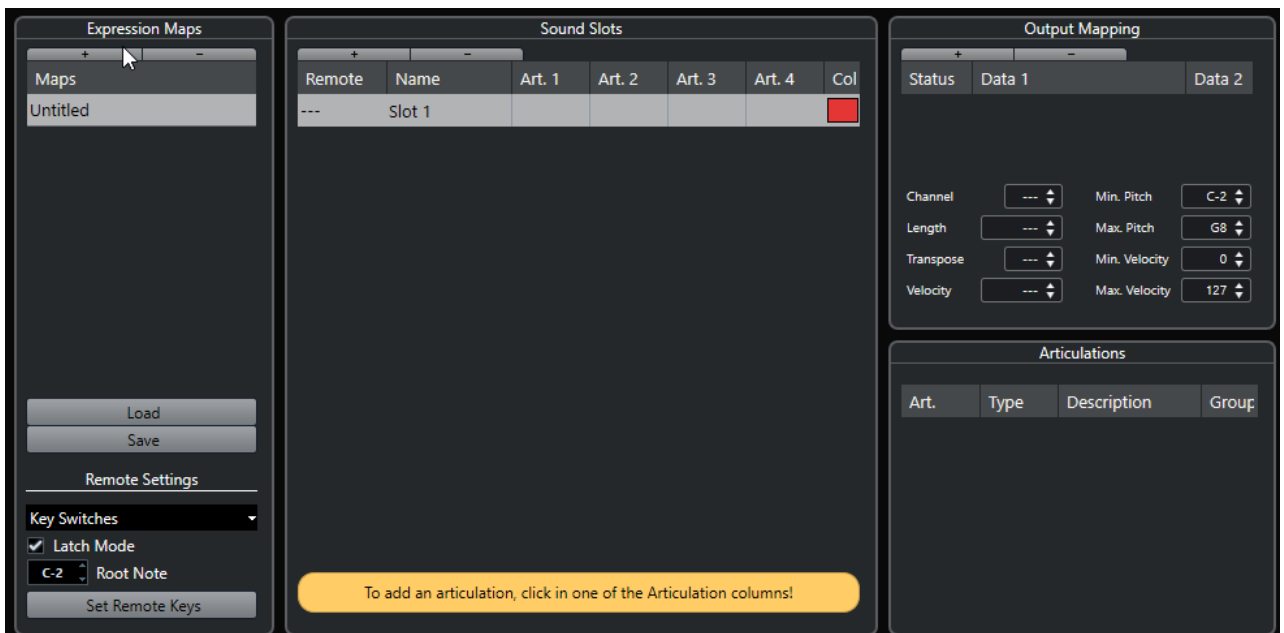 Expression Maps
+ -
Maps
Untitled
Load
Save
Remote Settings
Key Switches
Latch Mode
C-2 Root Note
Set Remote Keys
Sound Slots
+ -
Remote Name Art. 1 Art. 2 Art. 3 Art. 4 Col
--- Slot 1
To add an articulation, click in one of the Articulation columns!
Output Mapping
+ -
Status Data 1 Data 2
Channel --- Min. Pitch C-2
Length --- Max. Pitch G8
Transpose --- Min. Velocity 0
Velocity --- Max. Velocity 127
Articulations
Art. Type Description Group